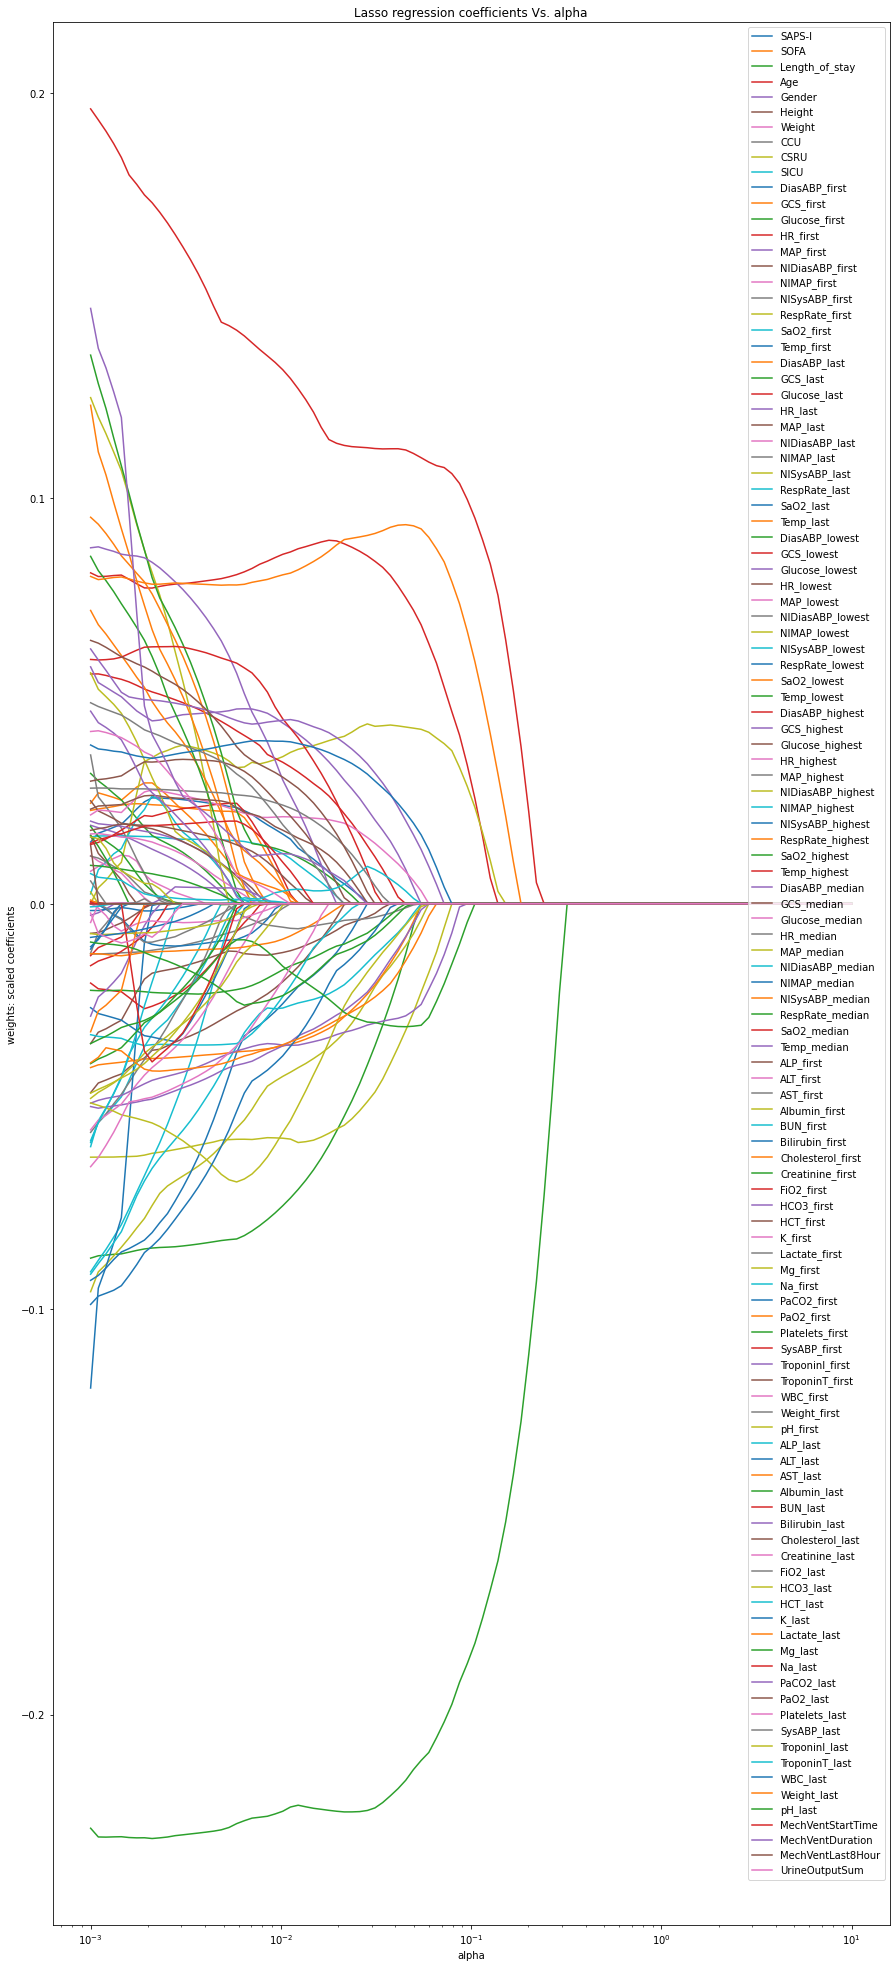 Lasso regression coefficients Vs. alpha
SAPS-I
SOFA
Length_of_stay
Age
Gender
Height
Weight
CCU
CSRU
SICU
DiasABP_first
GCS_first
Glucose_first
HR_first
MAP_first
NIDiasABP_first
NIMAP_first
NISysABP_first
RespRate_first
SaO2_first
Temp_first
DiasABP_last
GCS_last
Glucose_last
HR_last
MAP_last
NIDiasABP_last
NIMAP_last
NISysABP_last
RespRate_last
SaO2_last
Temp_last
DiasABP_lowest
GCS_lowest
Glucose_lowest
HR_lowest
MAP_lowest
NIDiasABP_lowest
NIMAP_lowest
NISysABP_lowest
RespRate_lowest
SaO2_lowest
Temp_lowest
DiasABP_highest
GCS_highest
Glucose_highest
HR_highest
MAP_highest
NIDiasABP_highest
NIMAP_highest
NISysABP_highest
RespRate_highest
SaO2_highest
Temp_highest
DiasABP_median
GCS_median
Glucose_median
HR_median
MAP_median
NIDiasABP_median
NIMAP_median
NISysABP_median
RespRate_median
SaO2_median
Temp_median
ALP_first
ALT_first
AST_first
Albumin_first
BUN_first
Bilirubin_first
Cholesterol_first
Creatinine_first
FiO2_first
HCO3_first
HCT_first
K_first
Lactate_first
Mg_first
Na_first
PaCO2_first
PaO2_first
Platelets_first
SysABP_first
TroponinI_first
TroponinT_first
WBC_first
Weight_first
pH_first
ALP_last
ALT_last
AST_last
Albumin_last
BUN_last
Bilirubin_last
Cholesterol_last
Creatinine_last
FiO2_last
HCO3_last
HCT_last
K_last
Lactate_last
Mg_last
Na_last
PaCO2_last
PaO2_last
Platelets_last
SysABP_last
TroponinI_last
TroponinT_last
WBC_last
Weight_last
pH_last
MechVentStartTime
MechVentDuration
MechVentLast8Hour
UrineOutputSum
0.2
0.1
0.0
−0.1
−0.2
weights: scaled coefficients
10⁻³ 10⁻² 10⁻¹ 10⁰ 10¹
alpha